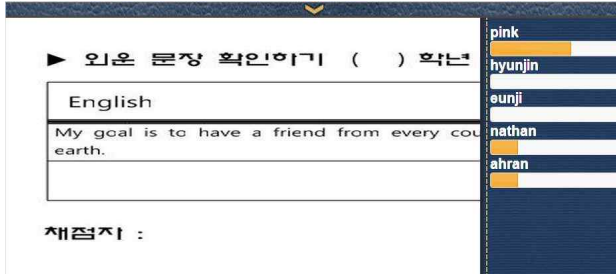 ► 외운 문장 확인하기 ( ) 학년
English
My goal is to have a friend from every
earth.
채점자 :
pink
hyunjin
eunji
nathan
ahran